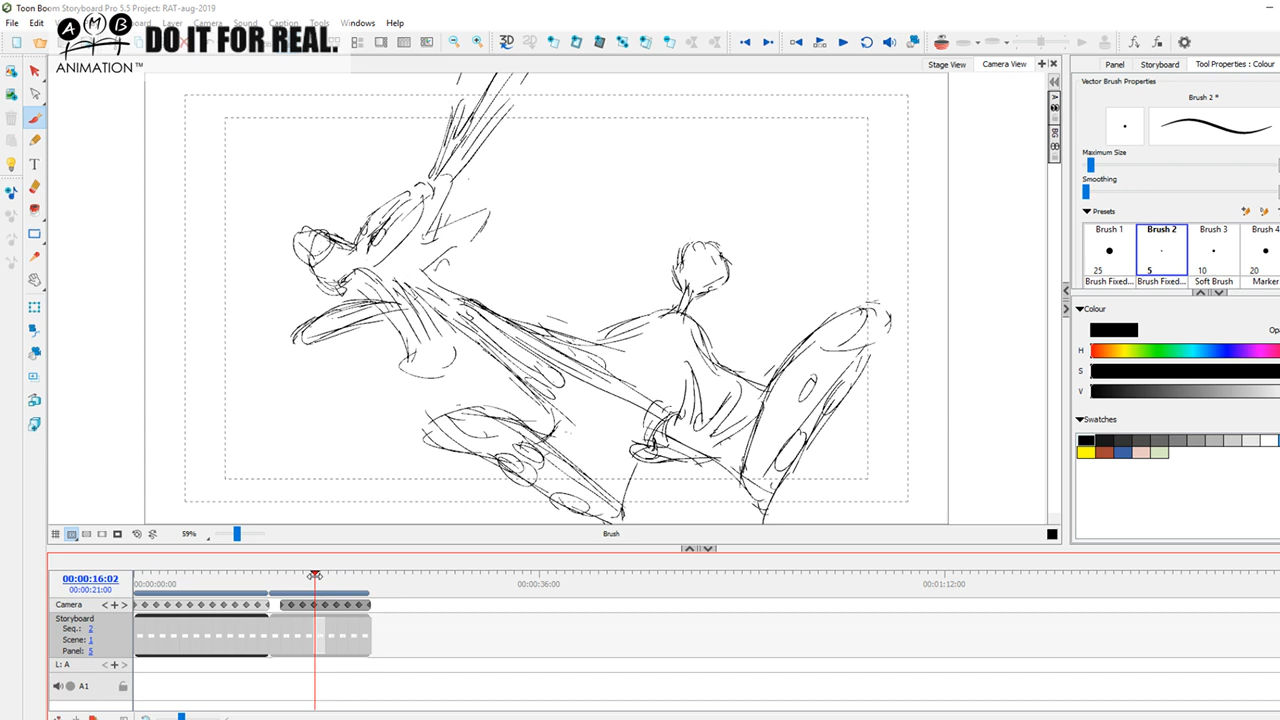 Toon Boom Storyboard Pro 5.5 Project: RAT-aug-2019
File Edit Layer Camera Sound Caption Tools Windows Help
AMB
ANIMATION™
DO IT FOR REAL.
3D
Stage View
Camera View
Panel
Storyboard
Tool Properties : Colour
Vector Brush Properties
Brush 2 *
Maximum Size
Smoothing
Presets
Brush 1
Brush 2
Brush 3
Brush 4
25
5
10
20
Brush Fixed...
Brush Fixed...
Soft Brush
Marker
Colour
H
S
V
Swatches
A
BG
T
59%
Brush
00:00:16:02
00:00:21:00
00:00:00:00
00:00:36:00
00:01:12:00
Camera
Storyboard
Seq.: 2
Scene: 1
Panel: 5
L: A
A1